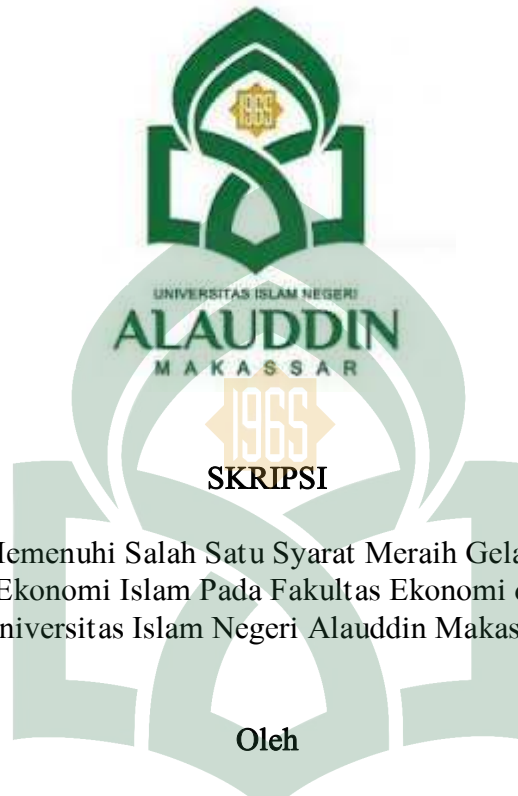 1965
UNIVERSITAS ISLAM NEGERI
ALAUDDIN
MAKASSAR
1965
SKRIPSI
Memenuhi Salah Satu Syarat Meraih Gela
Ekonomi Islam Pada Fakultas Ekonomi
niversitas Islam Negeri Alauddin Makas
Oleh